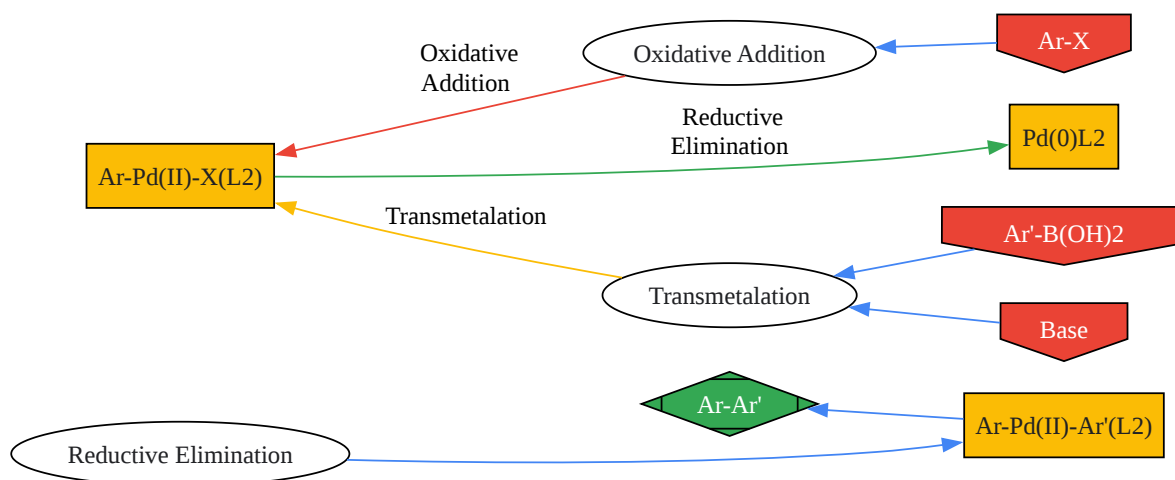 Oxidative
Addition
Oxidative Addition
Ar-X
Reductive
Elimination
Pd(0)L2
Ar-Pd(II)-X(L2)
Transmetalation
Ar'-B(OH)2
Transmetalation
Base
Ar-Ar'
Ar-Pd(II)-Ar'(L2)
Reductive Elimination